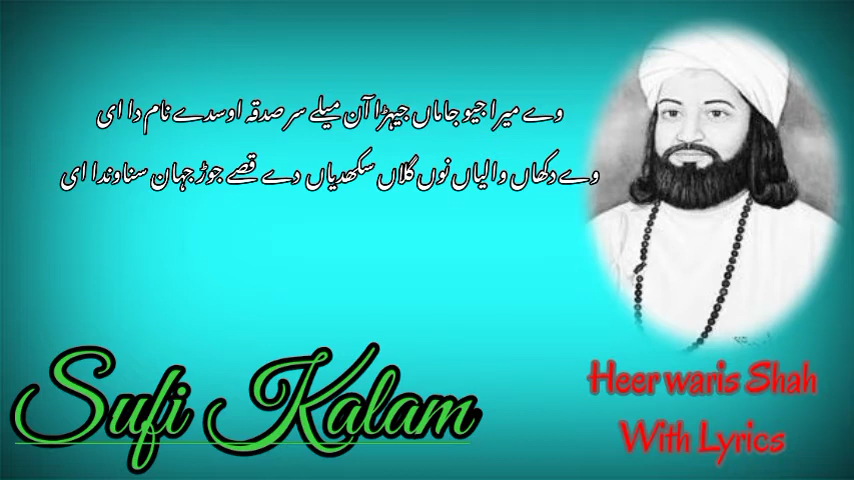 وے میرا جیو جاماں جیہڑا آن میلے سر صدقہ اوسدے نام دا ای
وے دکھاں والیاں نوں گلاں سکھدیاں دے قصے جوڑ جہان سناوندا ای
Sufi Kalam
Heer waris Shah
With Lyrics